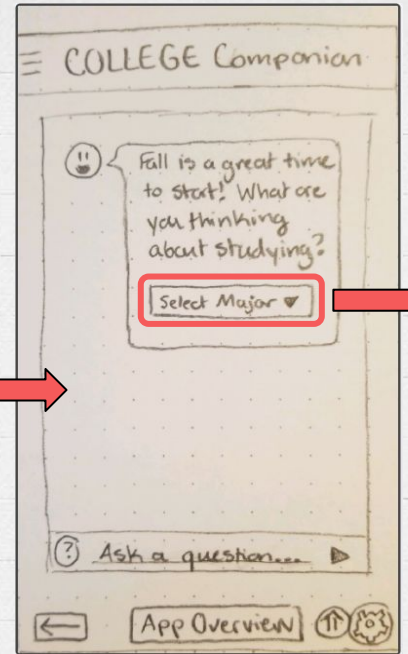 COLLEGE Companion
Fall is a great time
to start! What are
you thinking
about studying?
Select Major
? Ask a question...
App Overview